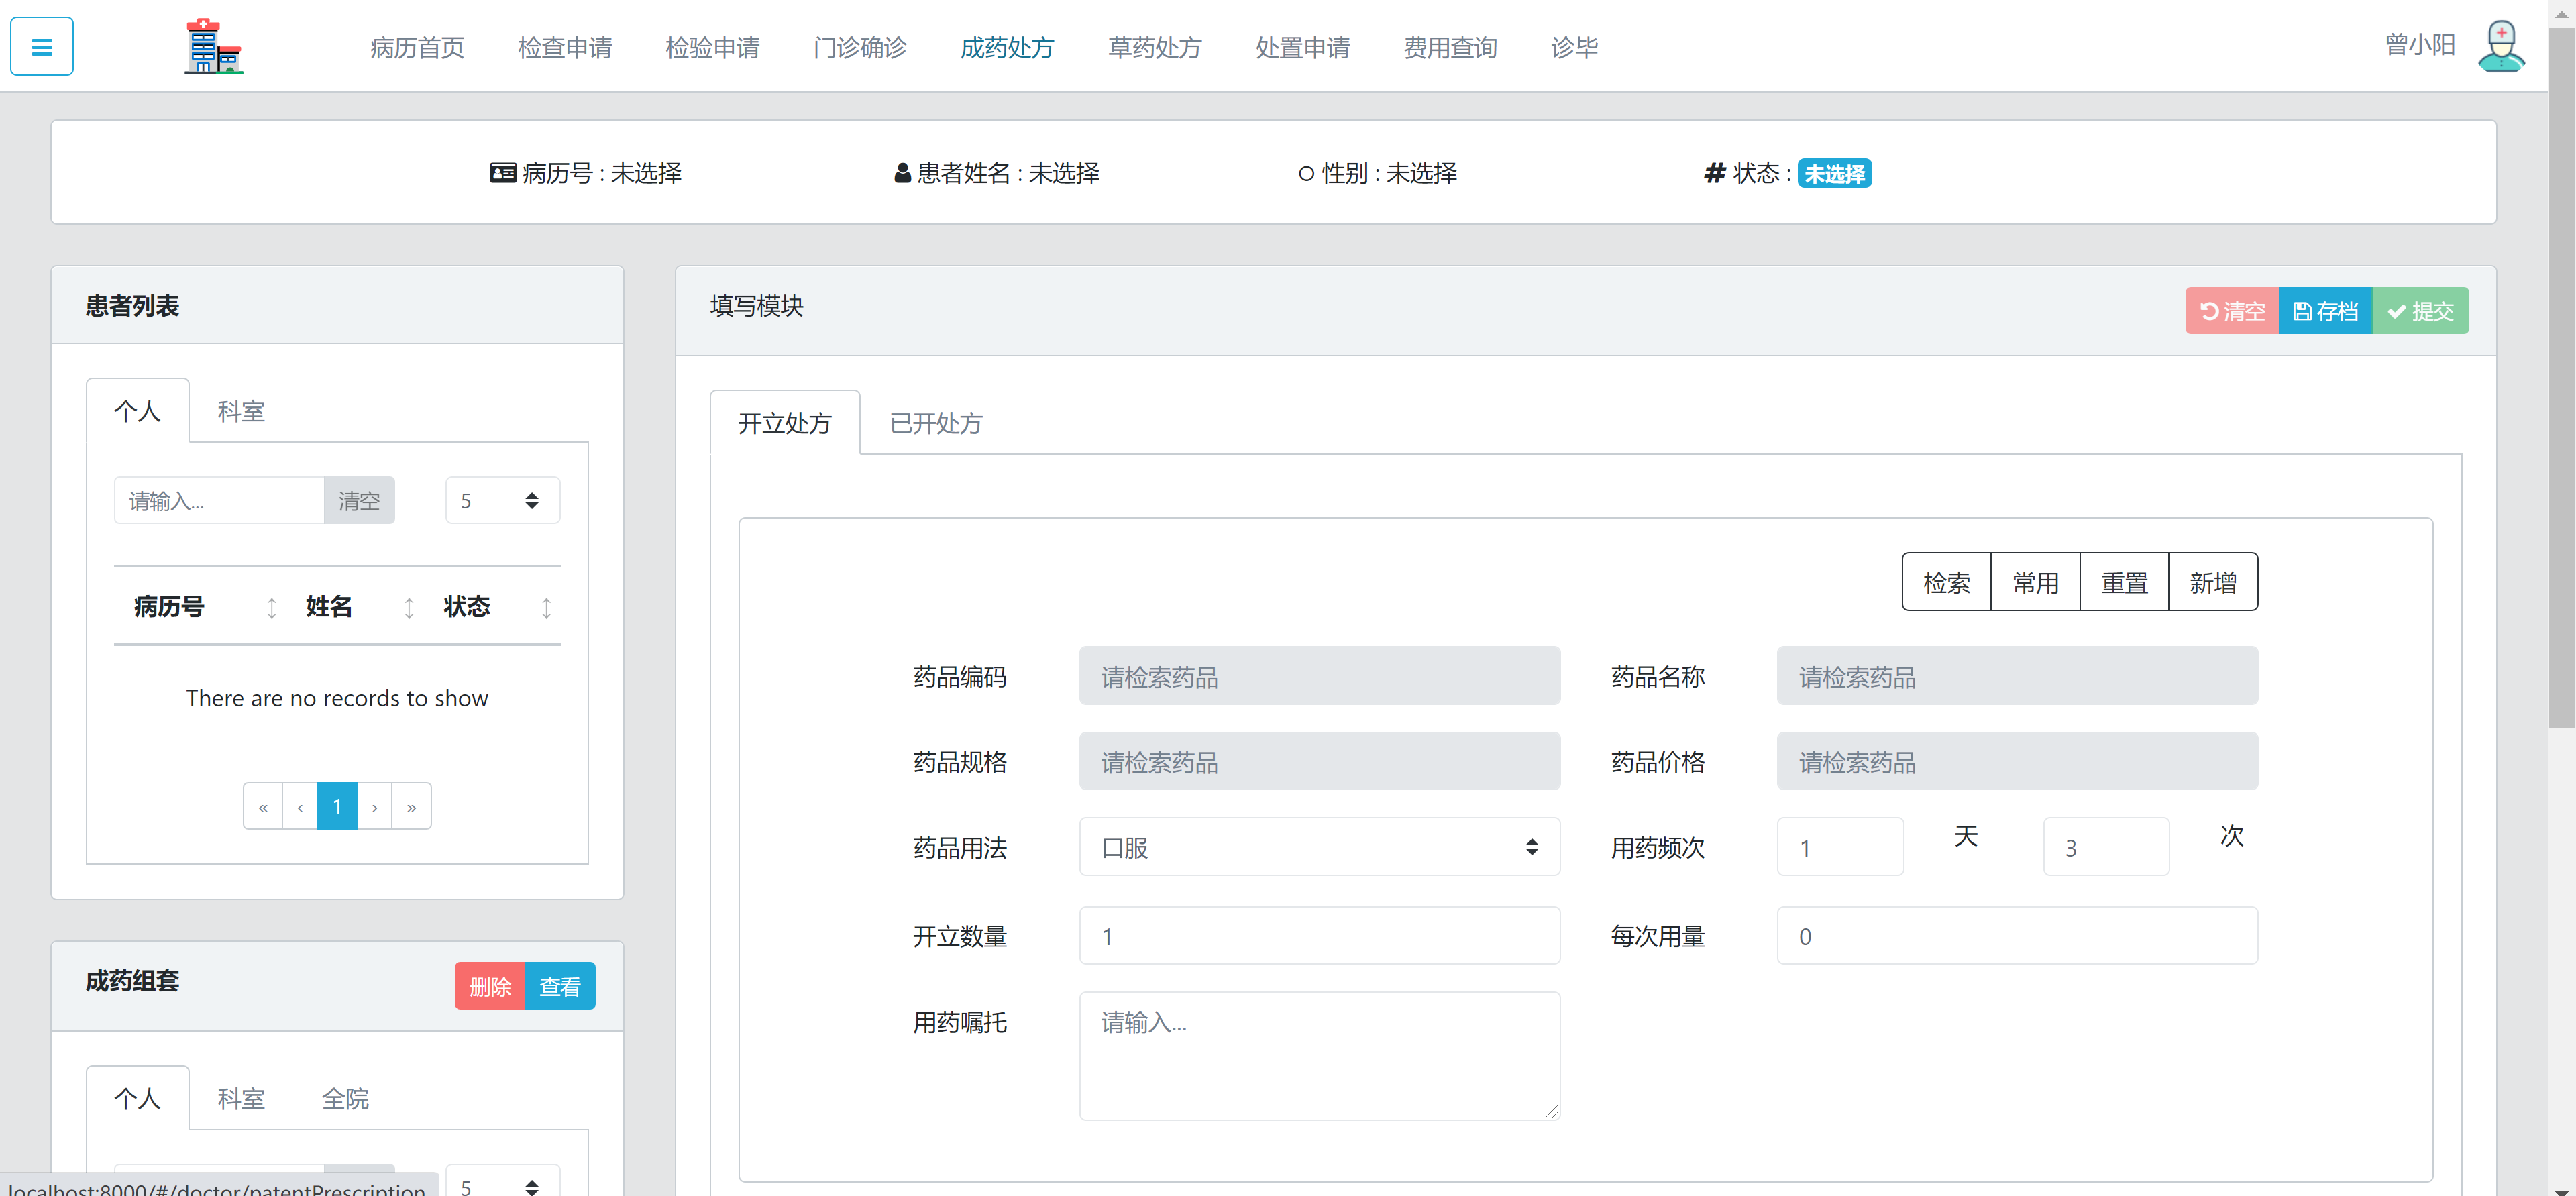 病历首页 检查申请 检验申请 门诊确诊 成药处方 草药处方 处置申请 费用查询 诊毕 曾小阳
病历号 : 未选择 患者姓名 : 未选择 性别 : 未选择 # 状态 : 未选择
患者列表
个人 科室
请输入... 清空 5
病历号 姓名 状态
There are no records to show
« ‹ 1 › »
成药组套 删除 查看
个人 科室 全院
5
填写模块 清空 存档 提交
开立处方 已开处方
检索 常用 重置 新增
药品编码 请检索药品 药品名称 请检索药品
药品规格 请检索药品 药品价格 请检索药品
药品用法 口服 用药频次 1 天 3 次
开立数量 1 每次用量 0
用药嘱托 请输入...
localhost:8000/#/doctor/patentPrescription